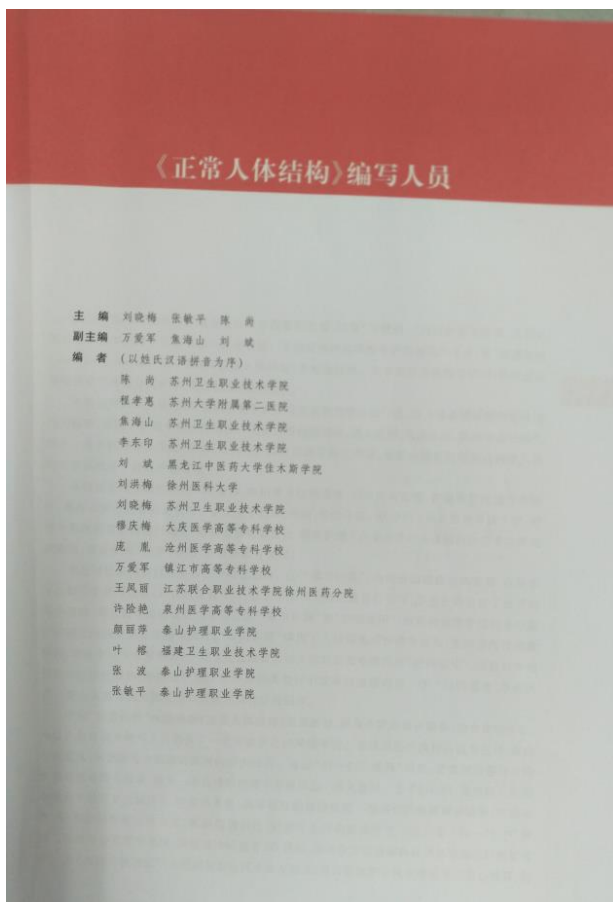 《正常人体结构》编写人员
主 编 刘晓梅 张敏平 陈 尚
副主编 万爱军 焦海山 刘 斌
编 者 (以姓氏汉语拼音为序)
陈 尚 苏州卫生职业技术学院
程孝惠 苏州大学附属第二医院
焦海山 苏州卫生职业技术学院
李东印 苏州卫生职业技术学院
刘 斌 黑龙江中医药大学佳木斯学院
刘洪梅 徐州医科大学
刘晓梅 苏州卫生职业技术学院
穆庆梅 大庆医学高等专科学校
庞 胤 沧州医学高等专科学校
万爱军 镇江市高等专科学校
王凤丽 江苏联合职业技术学院徐州医药分院
许险艳 泉州医学高等专科学校
颜丽萍 泰山护理职业学院
叶 榕 福建卫生职业技术学院
张 波 泰山护理职业学院
张敏平 泰山护理职业学院